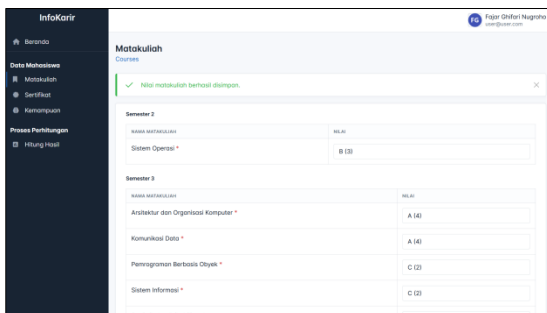 InfoKarir
FG
Fajar Ghifari Nugroho
user@user.com
Beranda
Data Mahasiswa
Matakuliah
Sertifikat
Kemampuan
Proses Perhitungan
Hitung Hasil
Matakuliah
Courses
Nilai matakuliah berhasil disimpan.
Semester 2
NAMA MATAKULIAH NILAI
Sistem Operasi * B (3)
Semester 3
NAMA MATAKULIAH NILAI
Arsitektur dan Organisasi Komputer * A (4)
Komunikasi Data * A (4)
Pemrograman Berbasis Obyek * C (2)
Sistem Informasi * C (2)